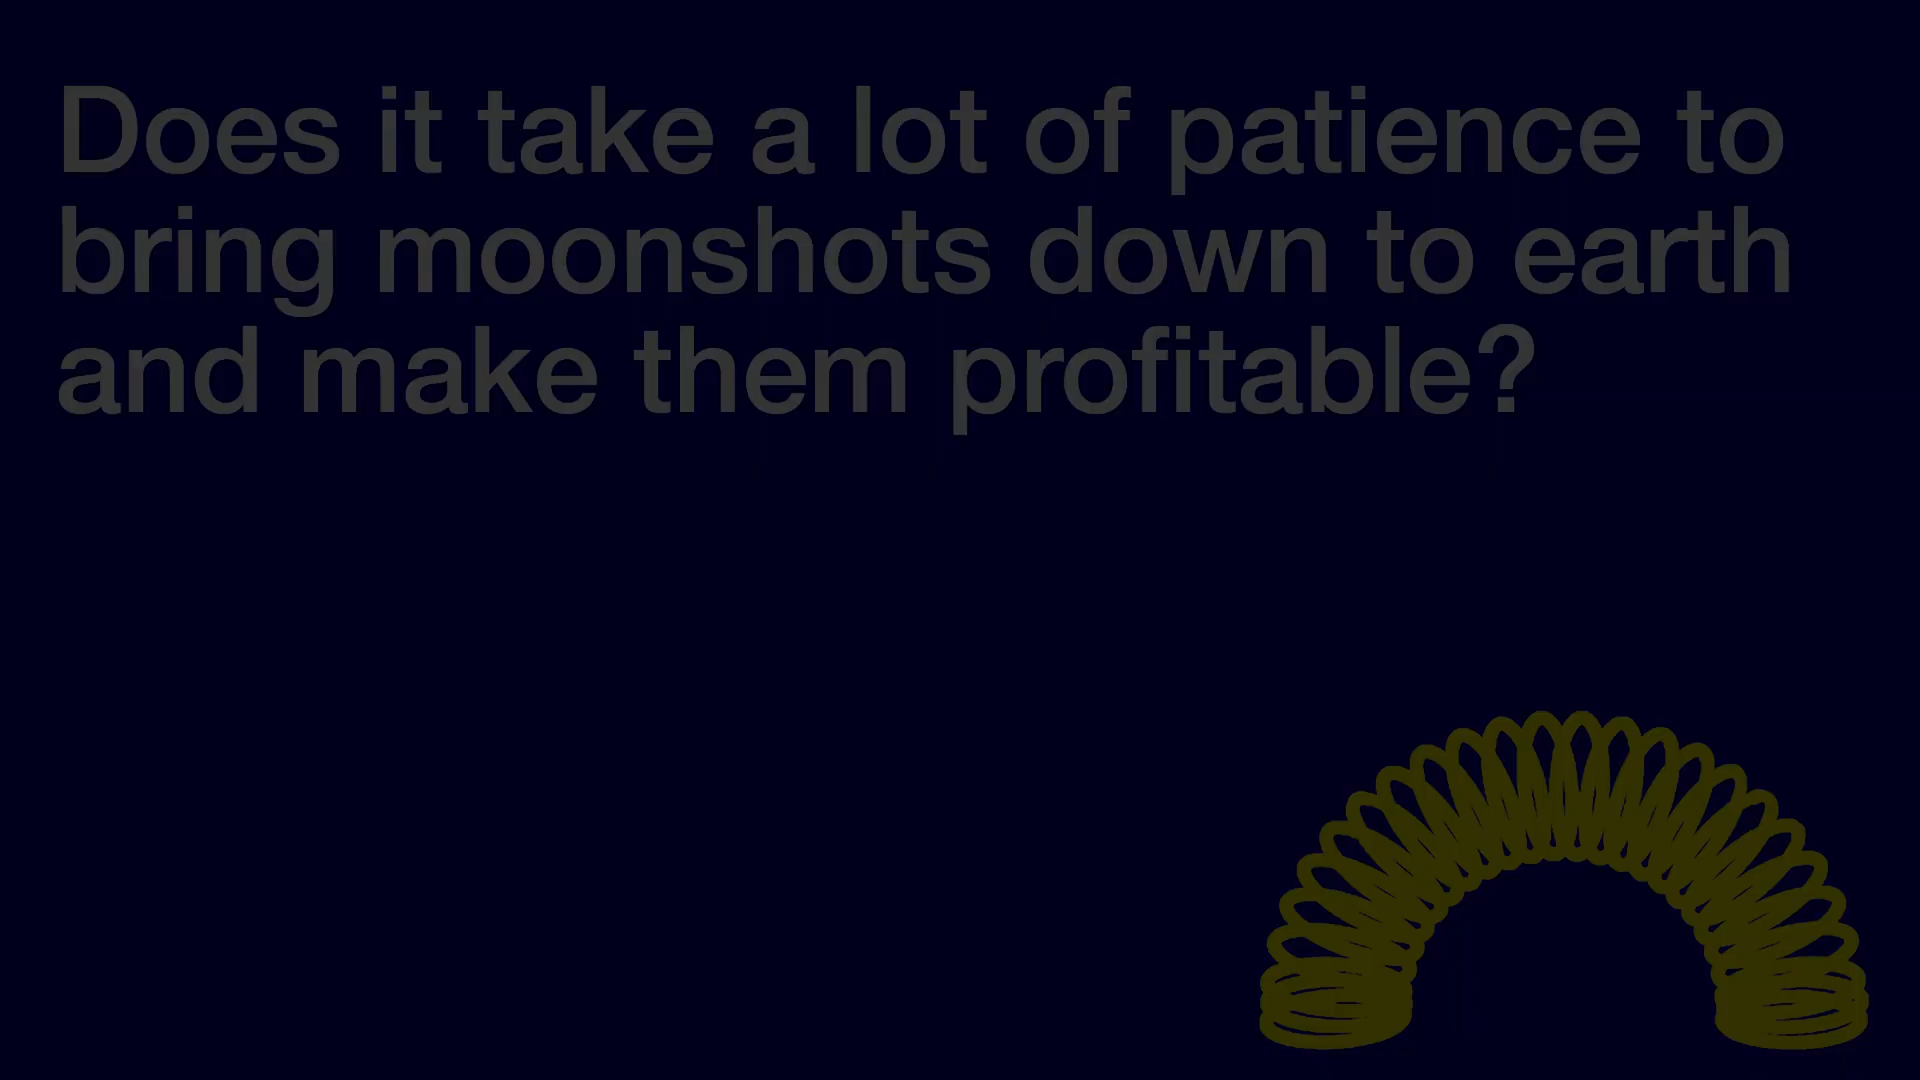 Does it take a lot of patience to
bring moonshots down to earth
and make them profitable?